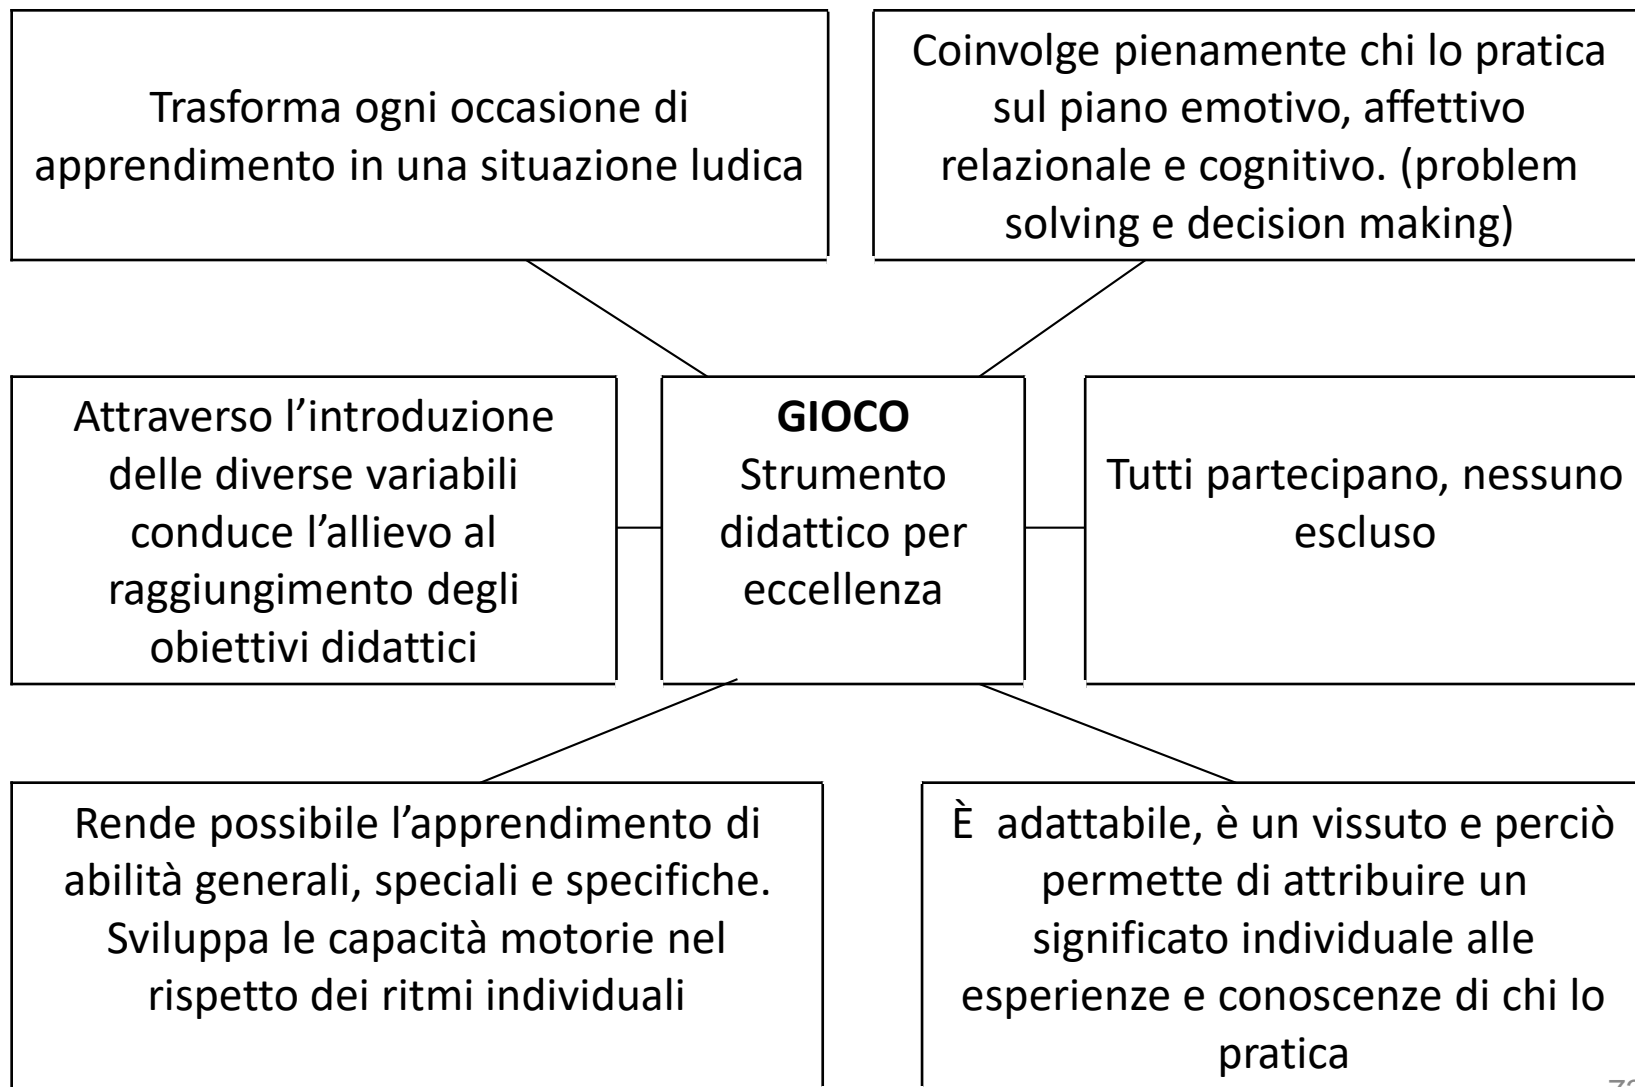 Trasforma ogni occasione di
apprendimento in una situazione ludica
Coinvolge pienamente chi lo pratica
sul piano emotivo, affettivo
relazionale e cognitivo. (problem
solving e decision making)
Attraverso l’introduzione
delle diverse variabili
conduce l’allievo al
raggiungimento degli
obiettivi didattici
GIOCO
Strumento
didattico per
eccellenza
Tutti partecipano, nessuno
escluso
Rende possibile l’apprendimento di
abilità generali, speciali e specifiche.
Sviluppa le capacità motorie nel
rispetto dei ritmi individuali
È adattabile, è un vissuto e perciò
permette di attribuire un
significato individuale alle
esperienze e conoscenze di chi lo
pratica